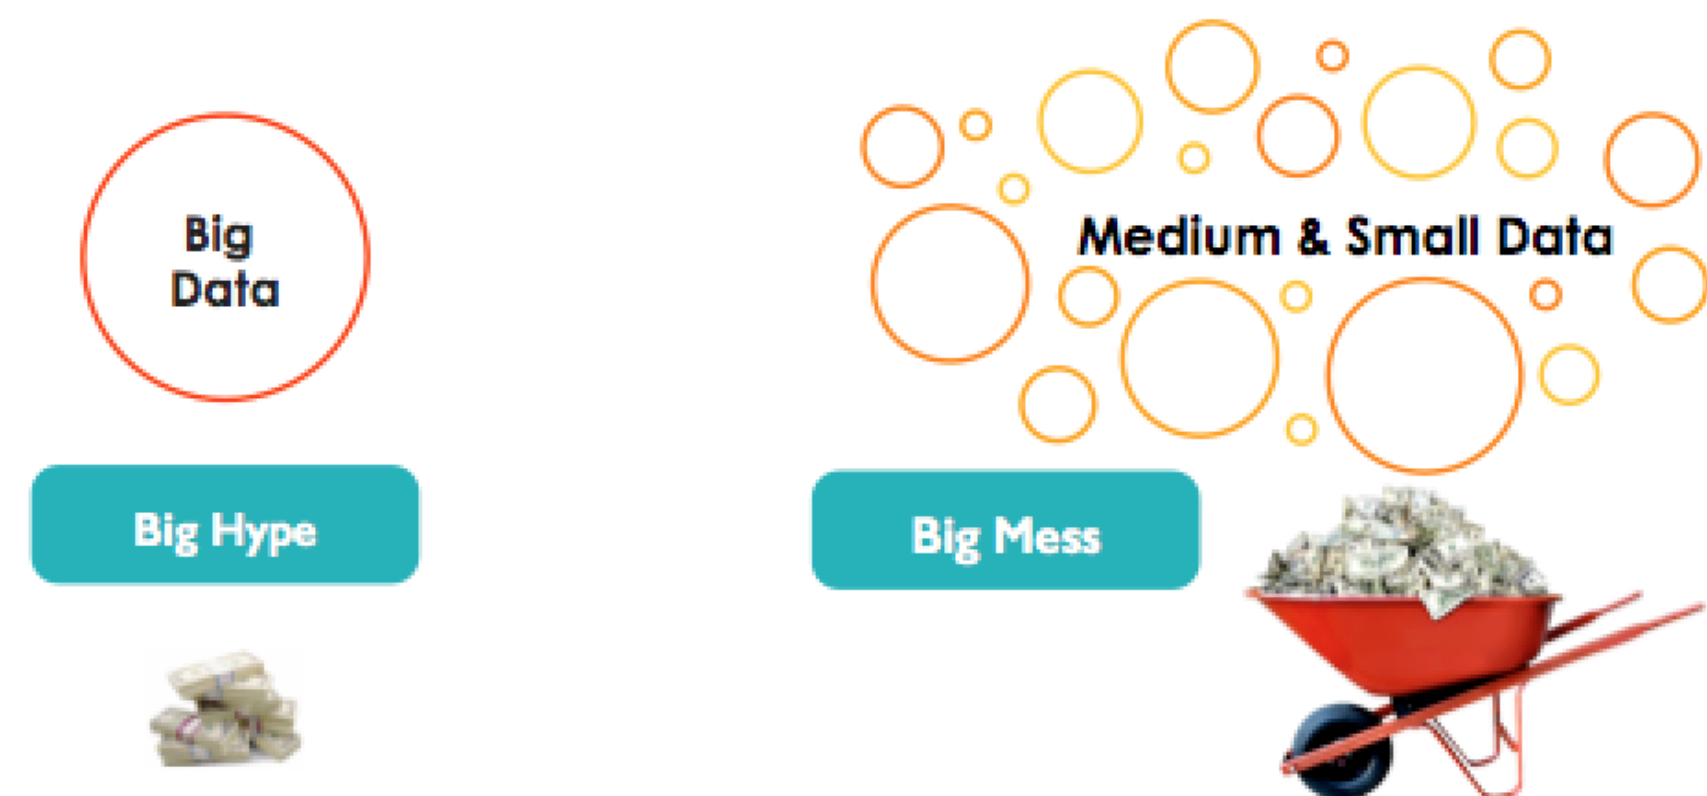 Big
Data
Medium & Small Data
Big Hype
Big Mess